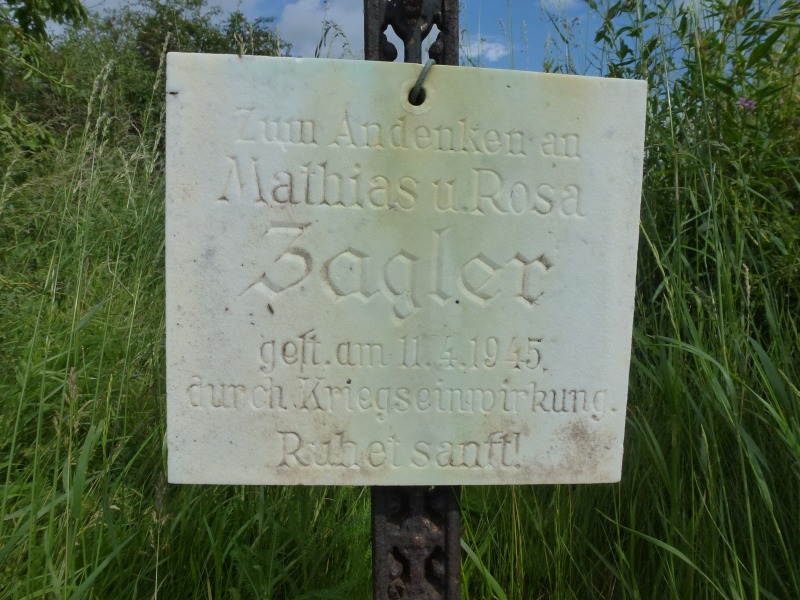 Zum Andenken an
Mathias u. Rosa
Zagler
gest. am 11.4.1945
durch Kriegseinwirkung.
Ruhet sanft!